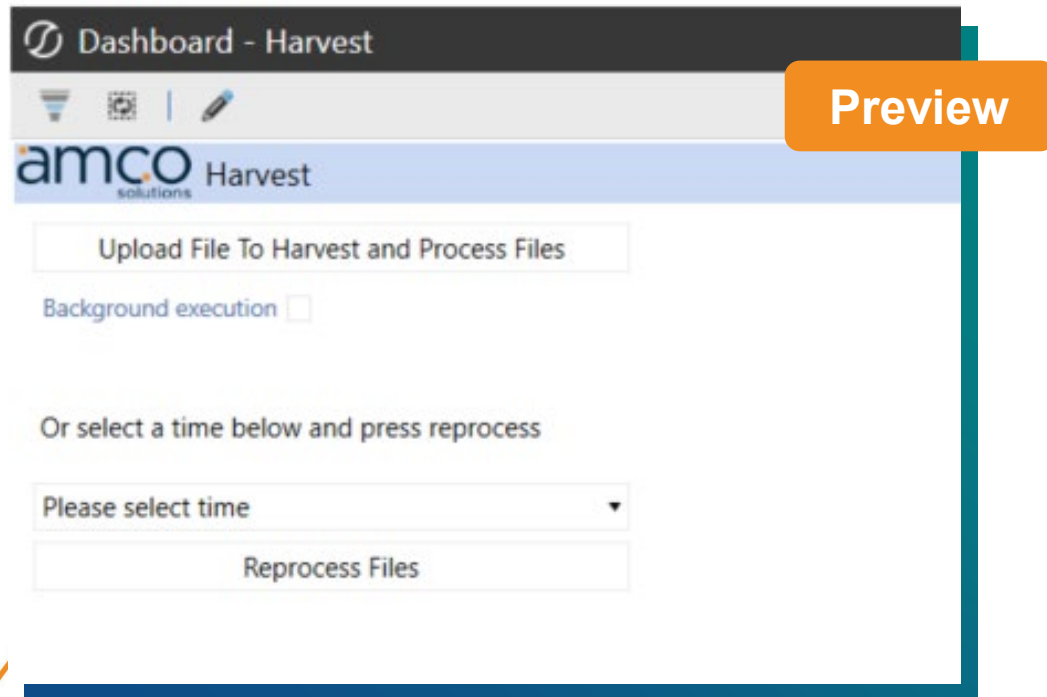 Dashboard - Harvest
Preview
amco
solutions
Harvest
Upload File To Harvest and Process Files
Background execution
Or select a time below and press reprocess
Please select time
Reprocess Files